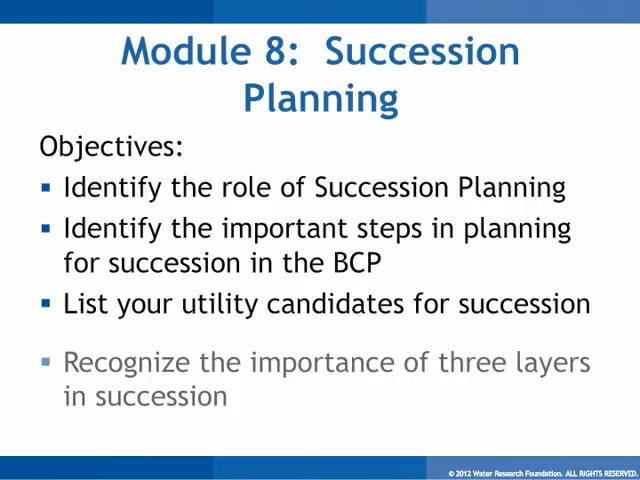 Module 8: Succession
Planning
Objectives:
▪ Identify the role of Succession Planning
▪ Identify the important steps in planning
for succession in the BCP
▪ List your utility candidates for succession
▪ Recognize the importance of three layers
in succession
© 2012 Water Research Foundation. ALL RIGHTS RESERVED.